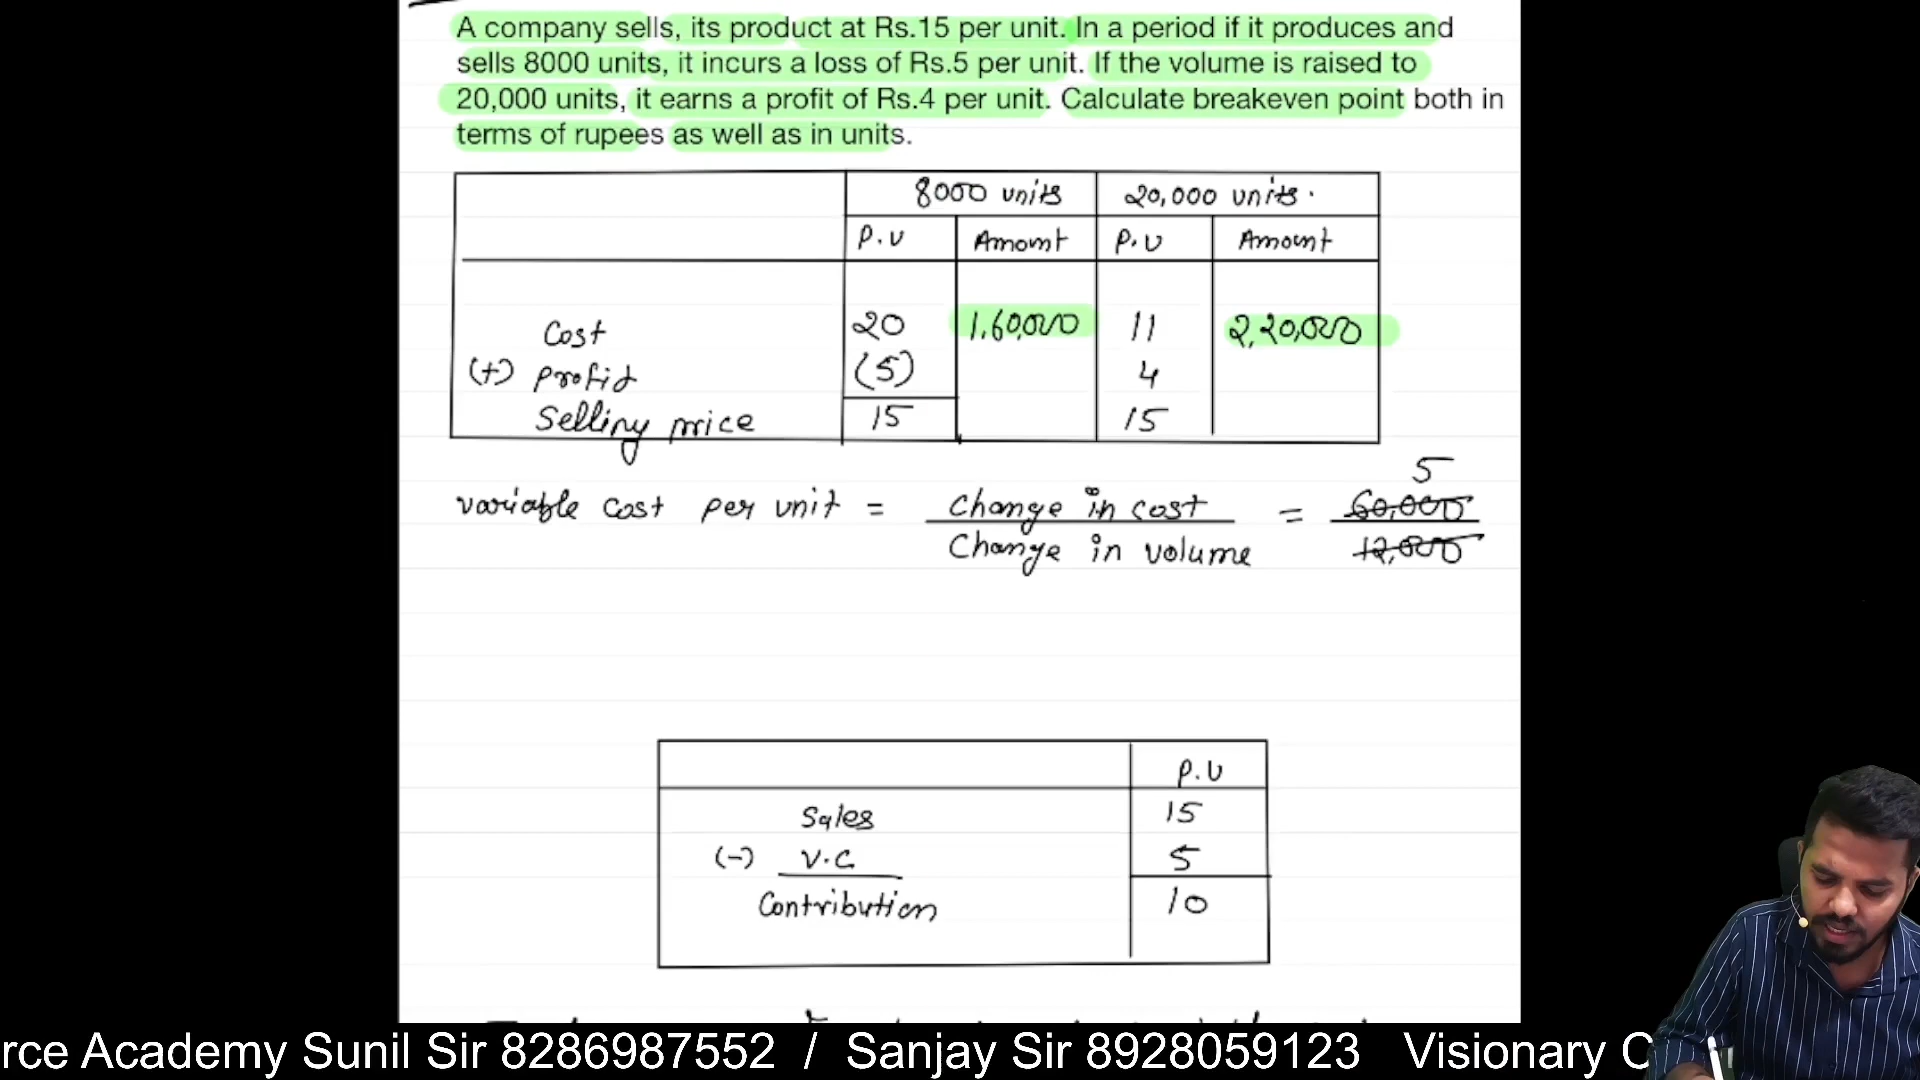 A company sells, its product at Rs.15 per unit. In a period if it produces and
sells 8000 units, it incurs a loss of Rs.5 per unit. If the volume is raised to
20,000 units, it earns a profit of Rs.4 per unit. Calculate breakeven point both in
terms of rupees as well as in units.
8000 units 20,000 units.
P.U Amount P.U Amount
Cost 20 1,60,000 11 2,20,000
(+) Profit (5) 4
Selling price 15 15
5
variable cost per unit = Change in cost = 60,000
Change in volume 12,000
P.U
Sales 15
(-) V.C 5
Contribution 10
rce Academy Sunil Sir 8286987552 / Sanjay Sir 8928059123 Visionary C